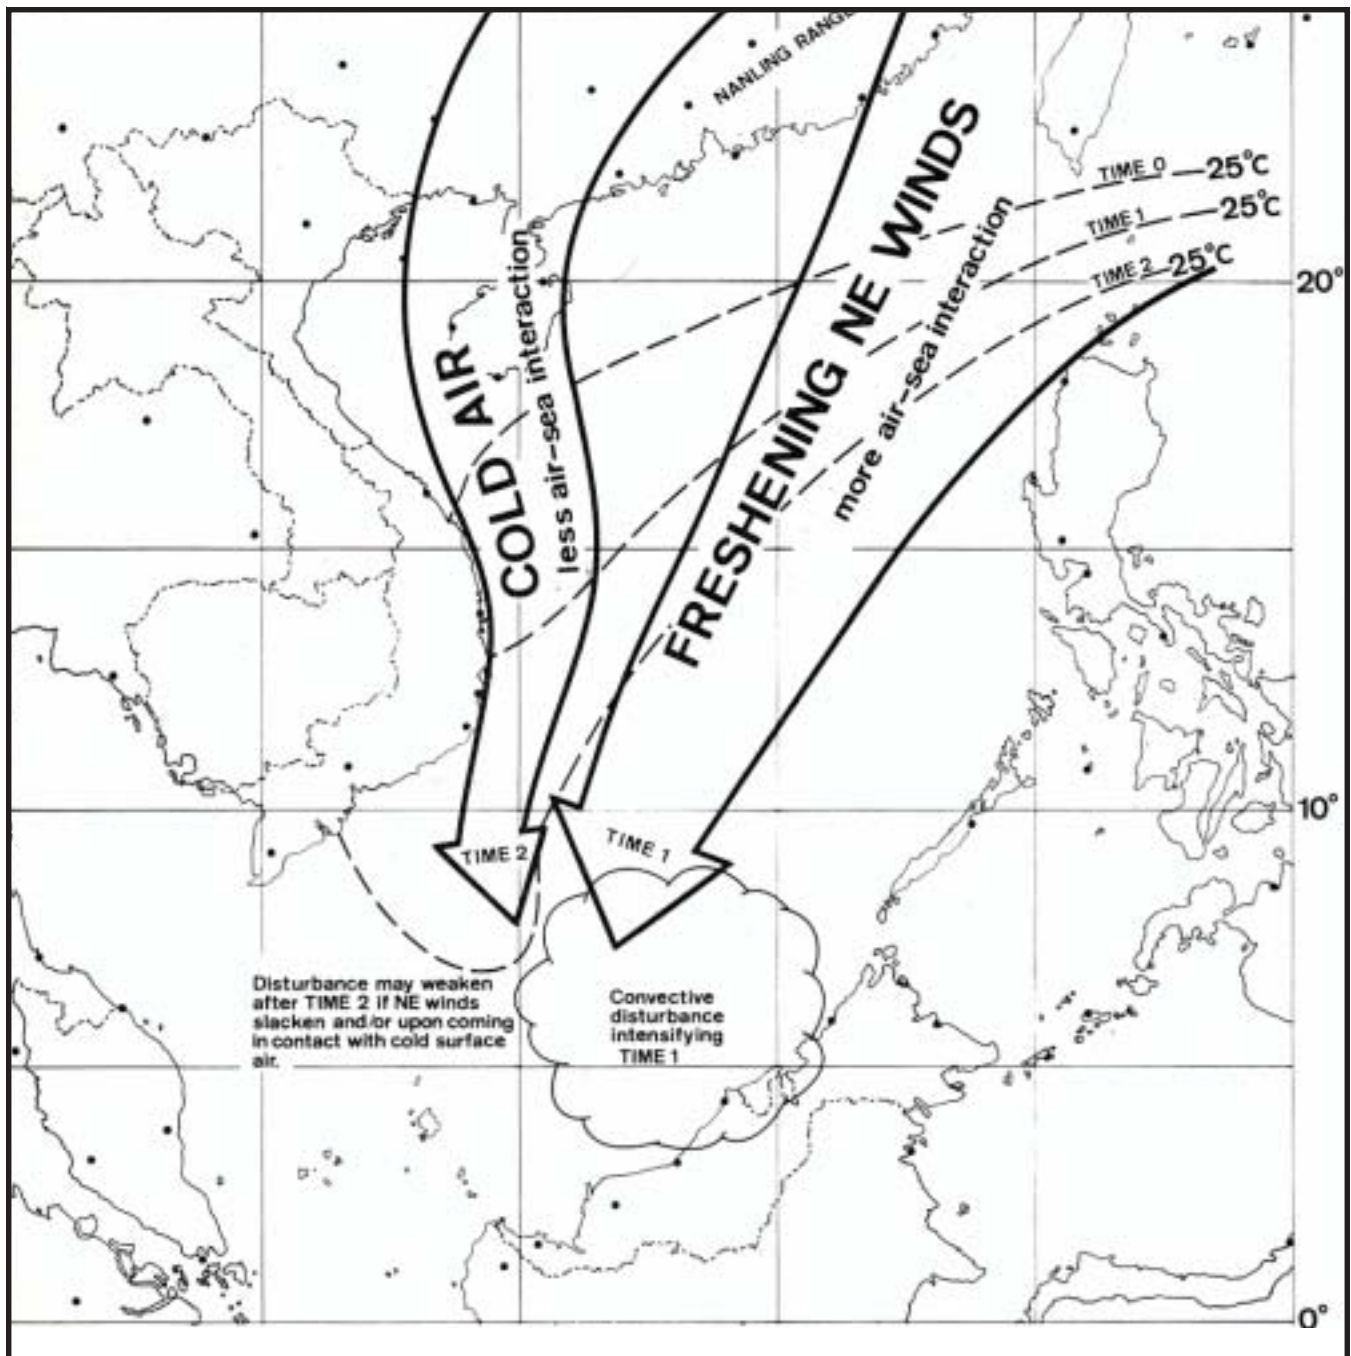 NANLING RANGE
TIME 0 25°C
TIME 1 25°C
TIME 2 25°C
20°
COLD AIR
less air-sea interaction
FRESHENING NE WINDS
more air-sea interaction
10°
TIME 2
TIME 1
Disturbance may weaken
after TIME 2 if NE winds
slacken and/or upon coming
in contact with cold surface
air.
Convective
disturbance
intensifying
TIME 1
0°